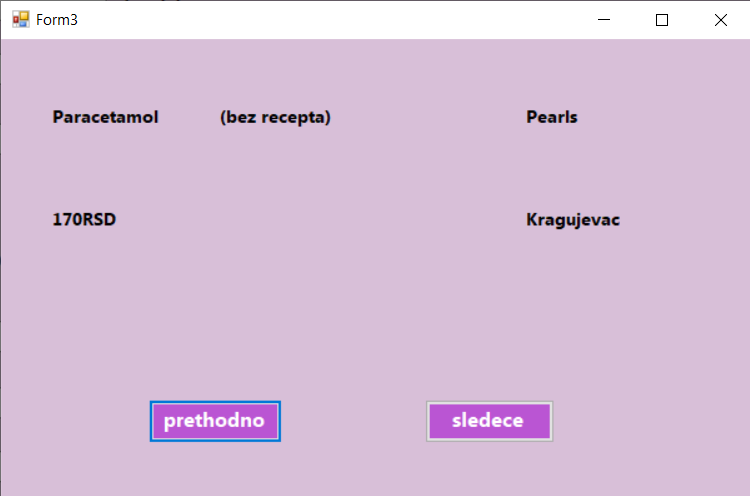 Form3
Paracetamol (bez recepta) Pearls
170RSD Kragujevac
prethodno sledece